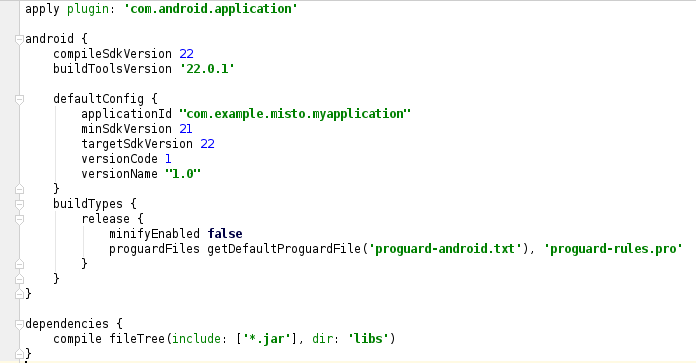 apply plugin: 'com.android.application'
android {
compileSdkVersion 22
buildToolsVersion '22.0.1'
defaultConfig {
applicationId "com.example.misto.myapplication"
minSdkVersion 21
targetSdkVersion 22
versionCode 1
versionName "1.0"
}
buildTypes {
release {
minifyEnabled false
proguardFiles getDefaultProguardFile('proguard-android.txt'), 'proguard-rules.pro'
}
}
}
dependencies {
compile fileTree(include: ['*.jar'], dir: 'libs')
}